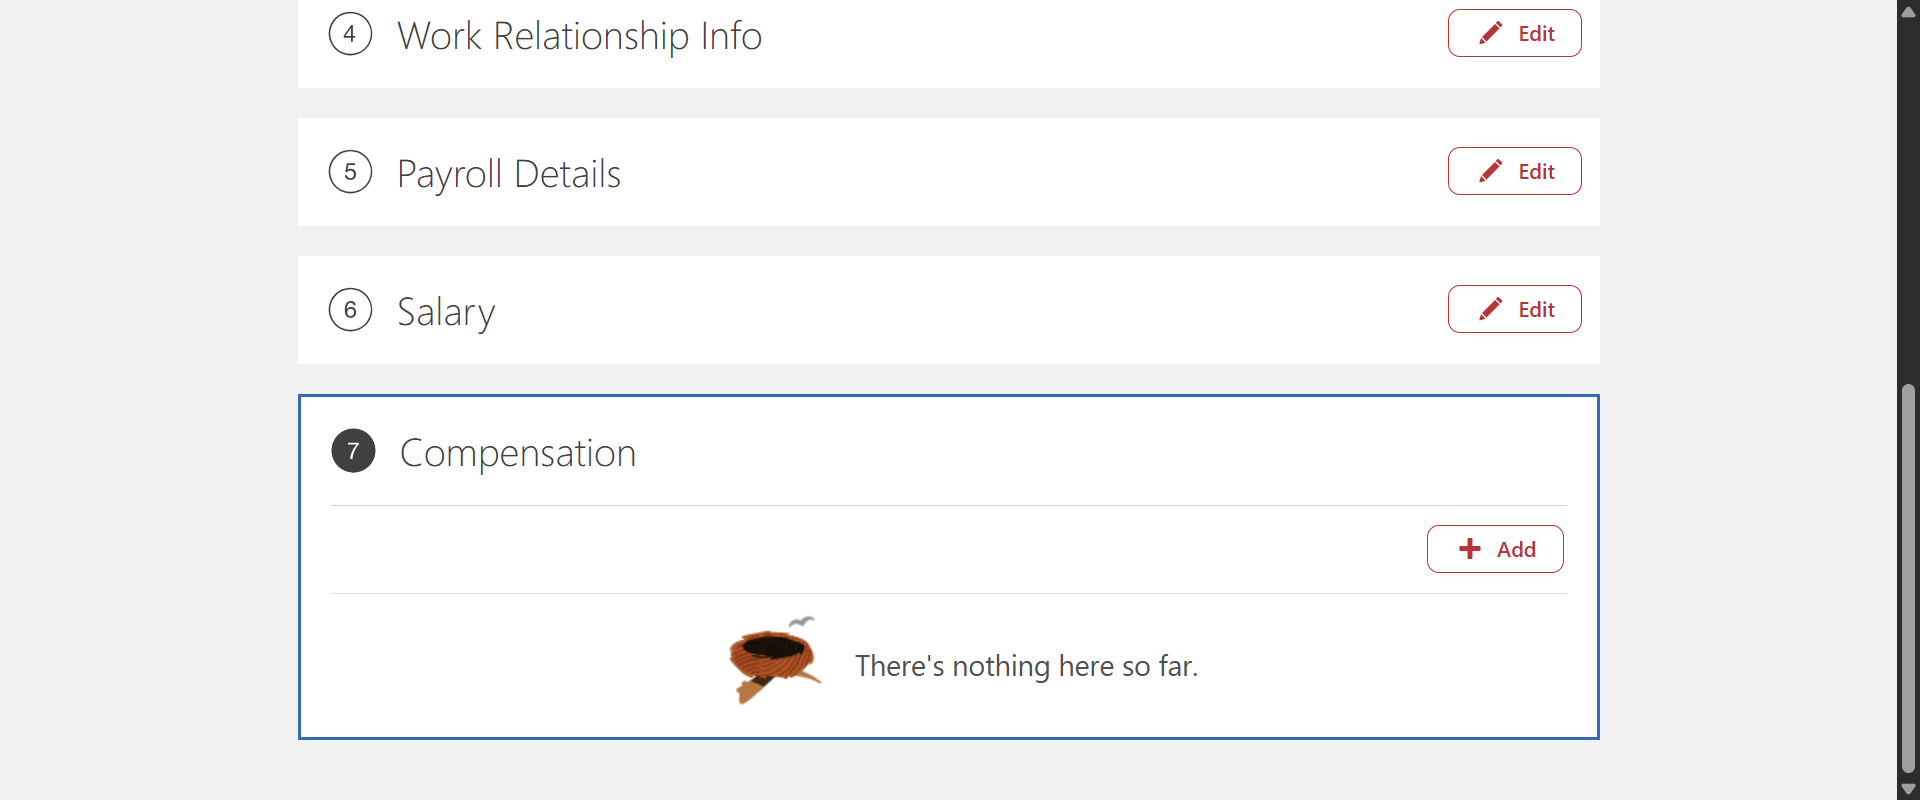 4 Work Relationship Info Edit
5 Payroll Details Edit
6 Salary Edit
7 Compensation
Add
There's nothing here so far.